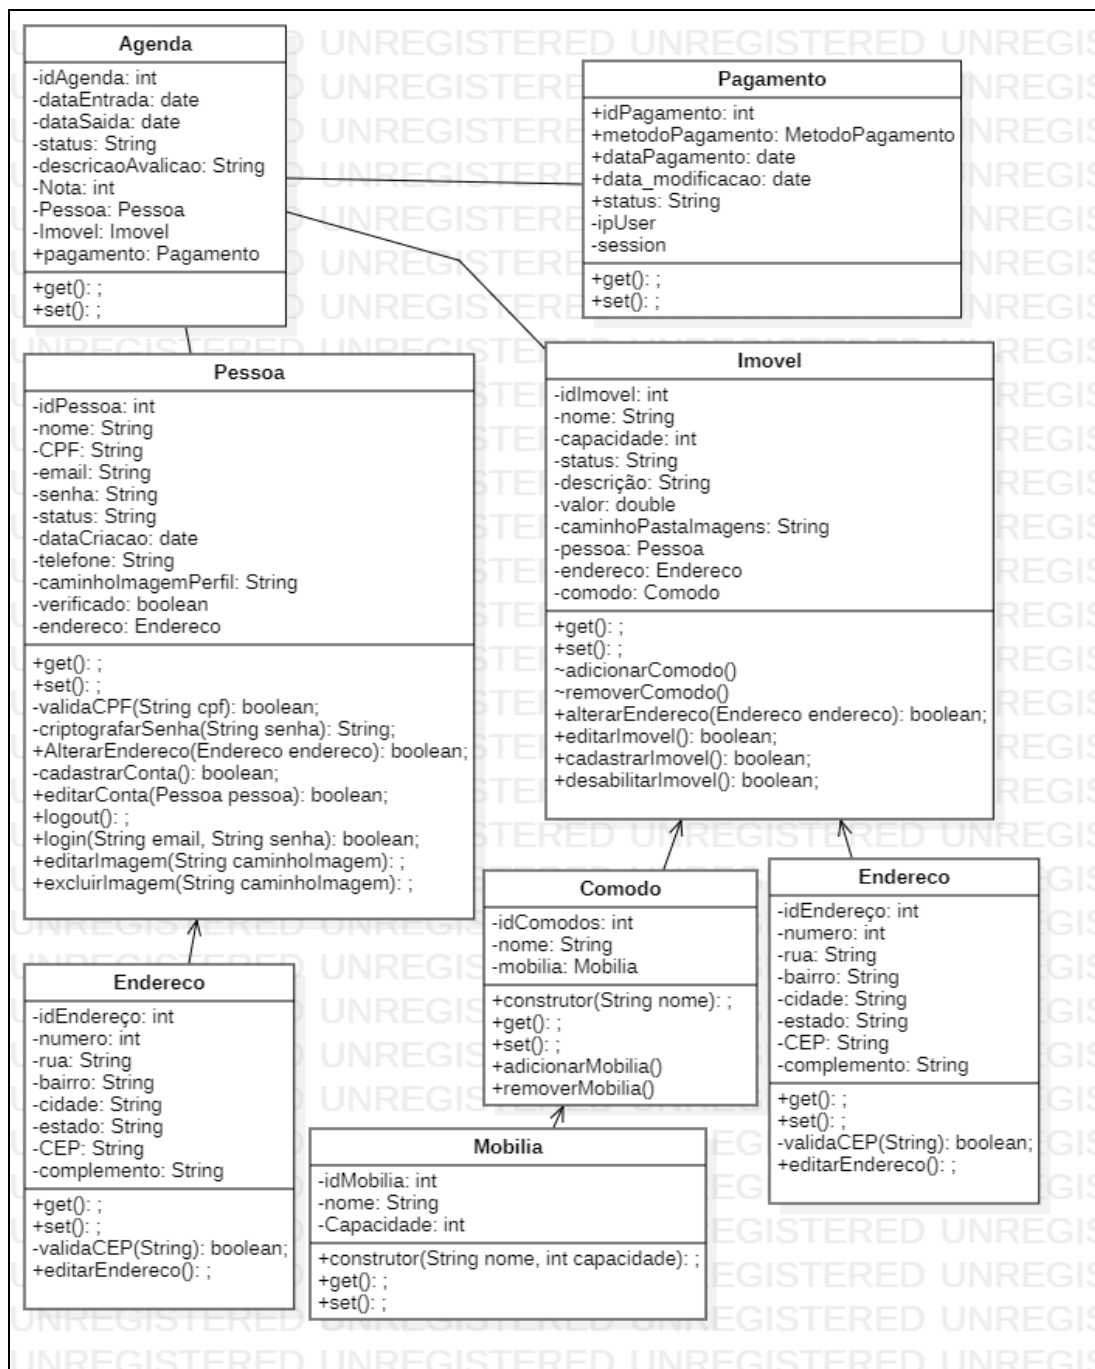 Agenda
-idAgenda: int
-dataEntrada: date
-dataSaida: date
-status: String
-descricaoAvalicao: String
-Nota: int
-Pessoa: Pessoa
-Imovel: Imovel
+pagamento: Pagamento
+get(): ;
+set(): ;
Pagamento
+idPagamento: int
+metodoPagamento: MetodoPagamento
+dataPagamento: date
+data_modificacao: date
+status: String
-ipUser
-session
+get(): ;
+set(): ;
Pessoa
-idPessoa: int
-nome: String
-CPF: String
-email: String
-senha: String
-status: String
-dataCriacao: date
-telefone: String
-caminhoImagemPerfil: String
-verificado: boolean
-endereco: Endereco
+get(): ;
+set(): ;
-validaCPF(String cpf): boolean;
-criptografarSenha(String senha): String;
+AlterarEndereco(Endereco endereco): boolean;
-cadastrarConta(): boolean;
+editarConta(Pessoa pessoa): boolean;
+logout(): ;
+login(String email, String senha): boolean;
+editarImagem(String caminhoImagem): ;
+excluirImagem(String caminhoImagem): ;
Imovel
-idImovel: int
-nome: String
-capacidade: int
-status: String
-descrição: String
-valor: double
-caminhoPastaImagens: String
-pessoa: Pessoa
-endereco: Endereco
-comodo: Comodo
+get(): ;
+set(): ;
~adicionarComodo()
~removerComodo()
+alterarEndereco(Endereco endereco): boolean;
+editarImovel(): boolean;
+cadastrarImovel(): boolean;
+desabilitarImovel(): boolean;
Comodo
-idComodos: int
-nome: String
-mobilia: Mobilia
+construtor(String nome): ;
+get(): ;
+set(): ;
+adicionarMobilia()
+removerMobilia()
Endereco
-idEndereço: int
-numero: int
-rua: String
-bairro: String
-cidade: String
-estado: String
-CEP: String
-complemento: String
+get(): ;
+set(): ;
-validaCEP(String): boolean;
+editarEndereco(): ;
Endereco
-idEndereço: int
-numero: int
-rua: String
-bairro: String
-cidade: String
-estado: String
-CEP: String
-complemento: String
+get(): ;
+set(): ;
-validaCEP(String): boolean;
+editarEndereco(): ;
Mobilia
-idMobilia: int
-nome: String
-Capacidade: int
+construtor(String nome, int capacidade): ;
+get(): ;
+set(): ;
UNREGISTERED UNREGISTERED